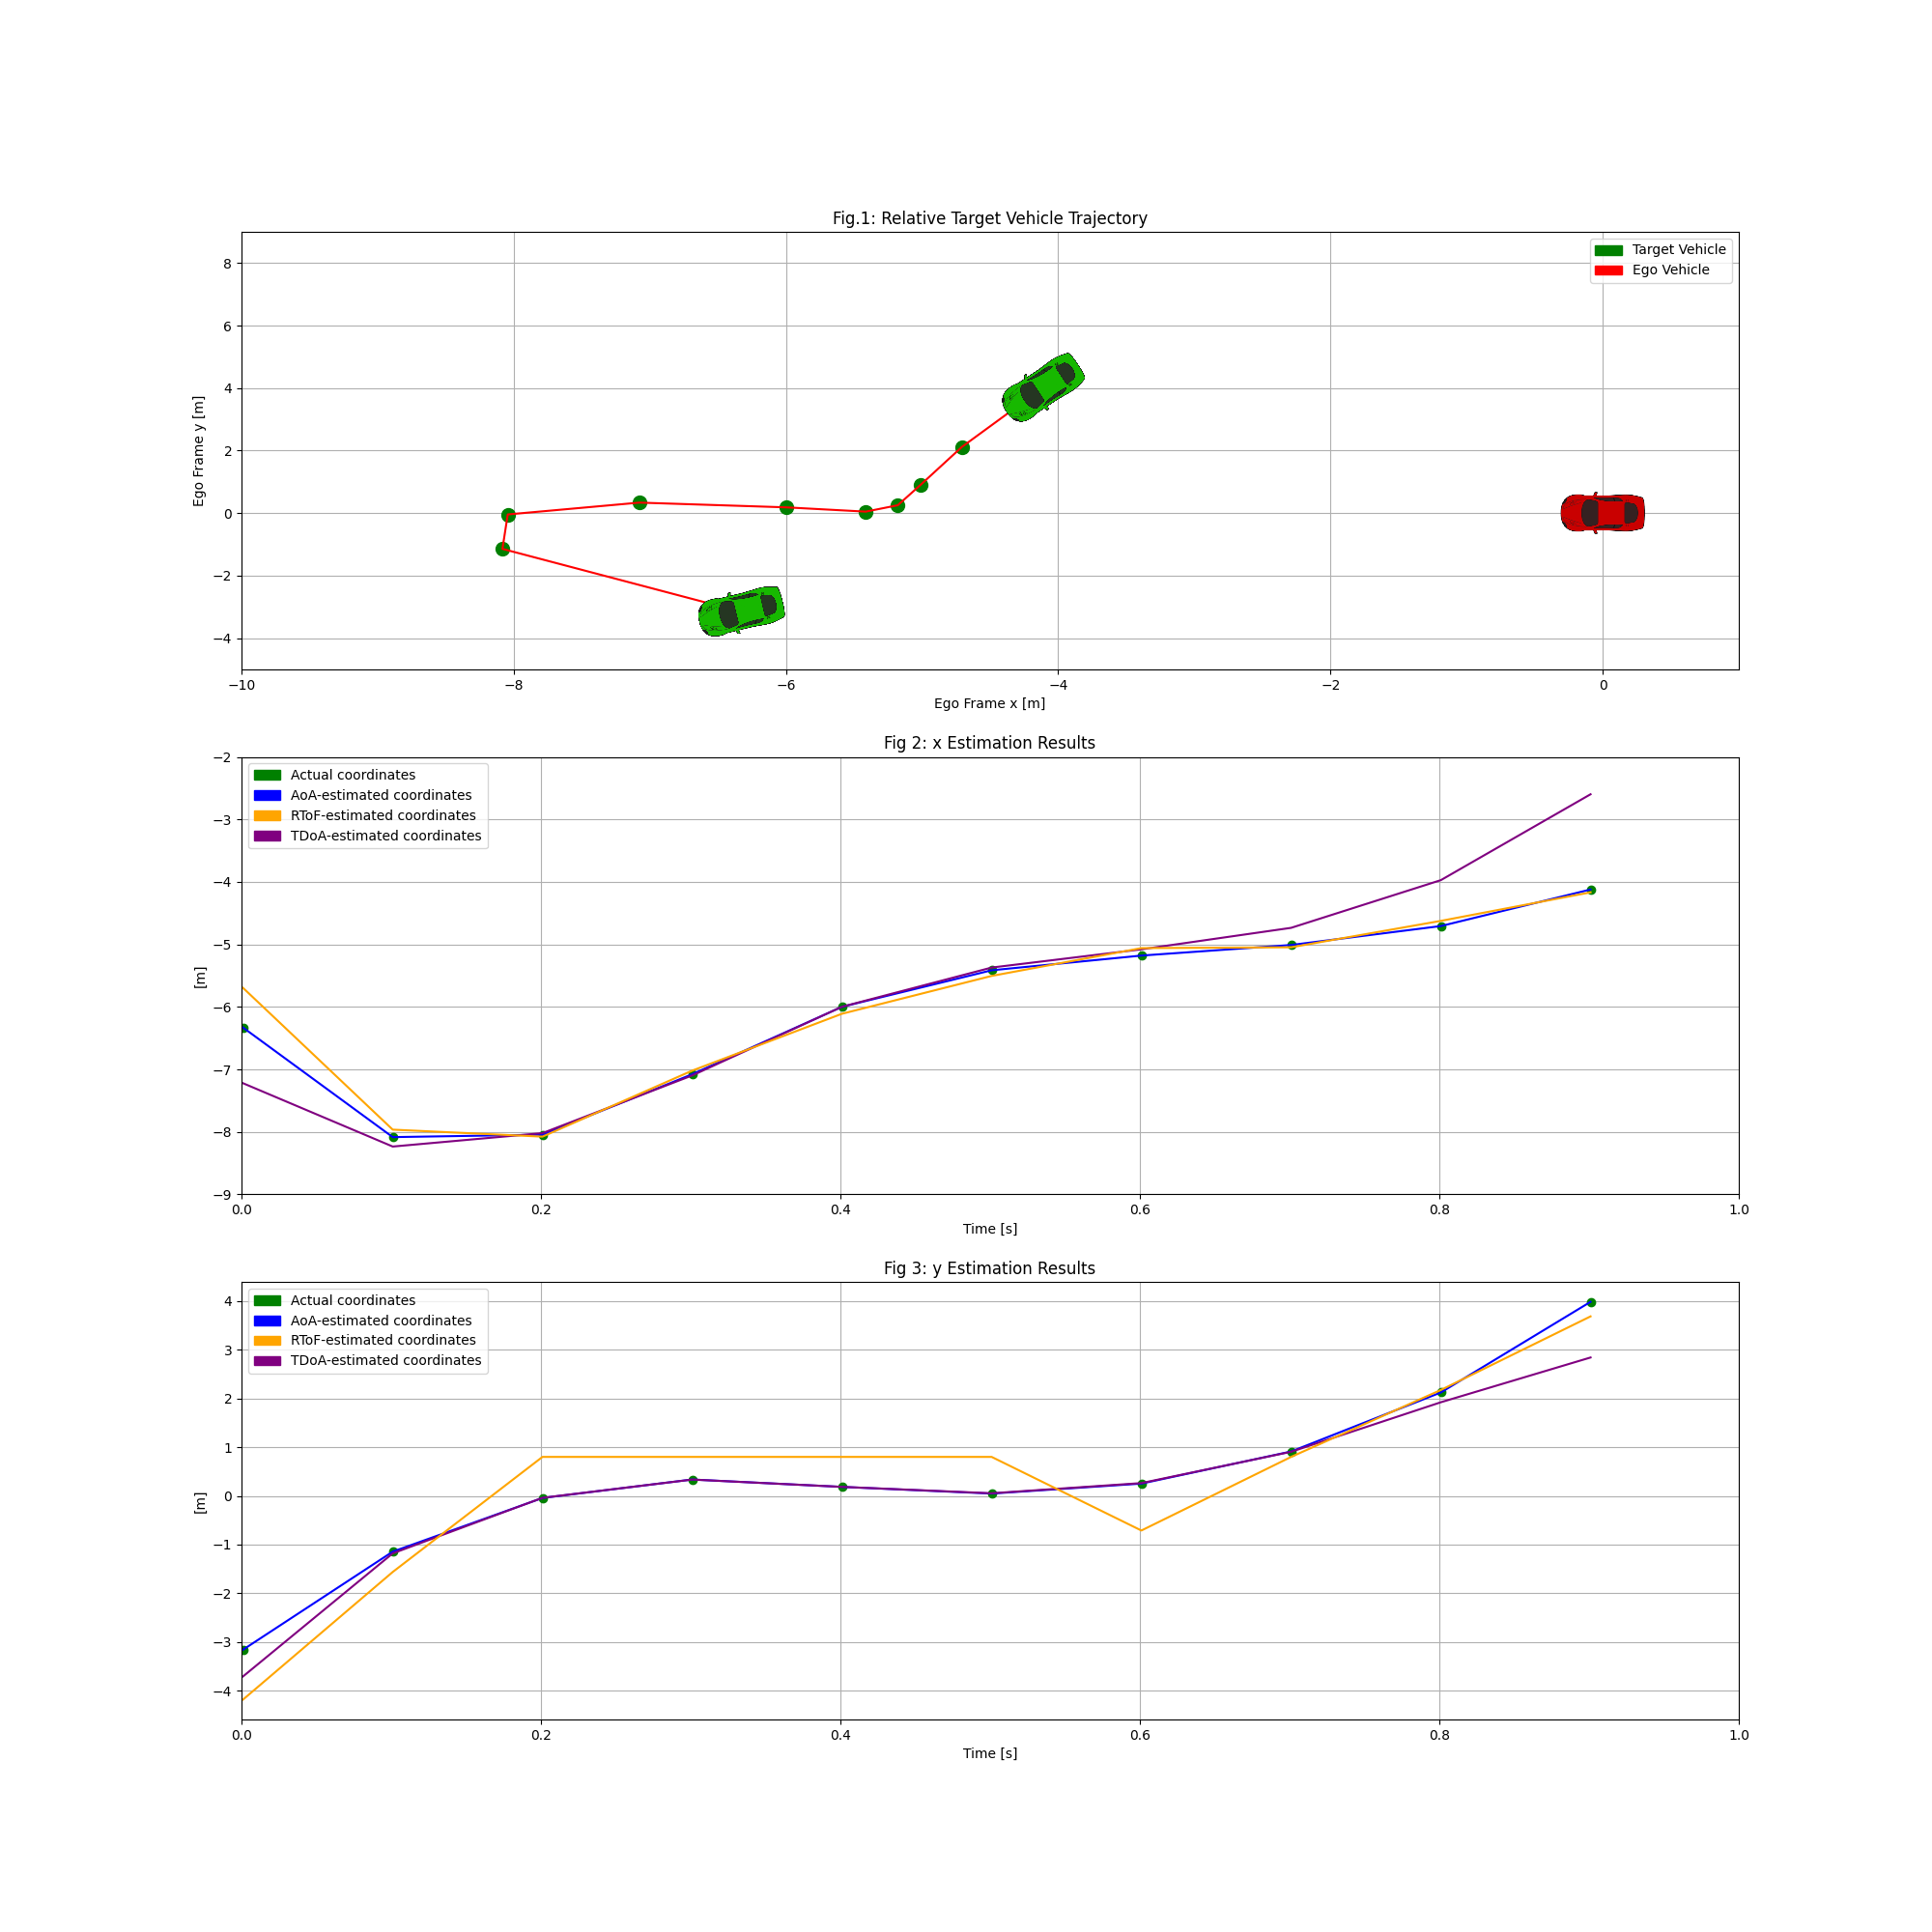 Fig.1: Relative Target Vehicle Trajectory
Target Vehicle
Ego Vehicle
8
6
4
2
0
−2
−4
Ego Frame y [m]
−10
−8
−6
−4
−2
0
Ego Frame x [m]
Fig 2: x Estimation Results
Actual coordinates
AoA-estimated coordinates
RToF-estimated coordinates
TDoA-estimated coordinates
−2
−3
−4
−5
−6
−7
−8
−9
[m]
0.0
0.2
0.4
0.6
0.8
1.0
Time [s]
Fig 3: y Estimation Results
Actual coordinates
AoA-estimated coordinates
RToF-estimated coordinates
TDoA-estimated coordinates
4
3
2
1
0
−1
−2
−3
−4
[m]
0.0
0.2
0.4
0.6
0.8
1.0
Time [s]